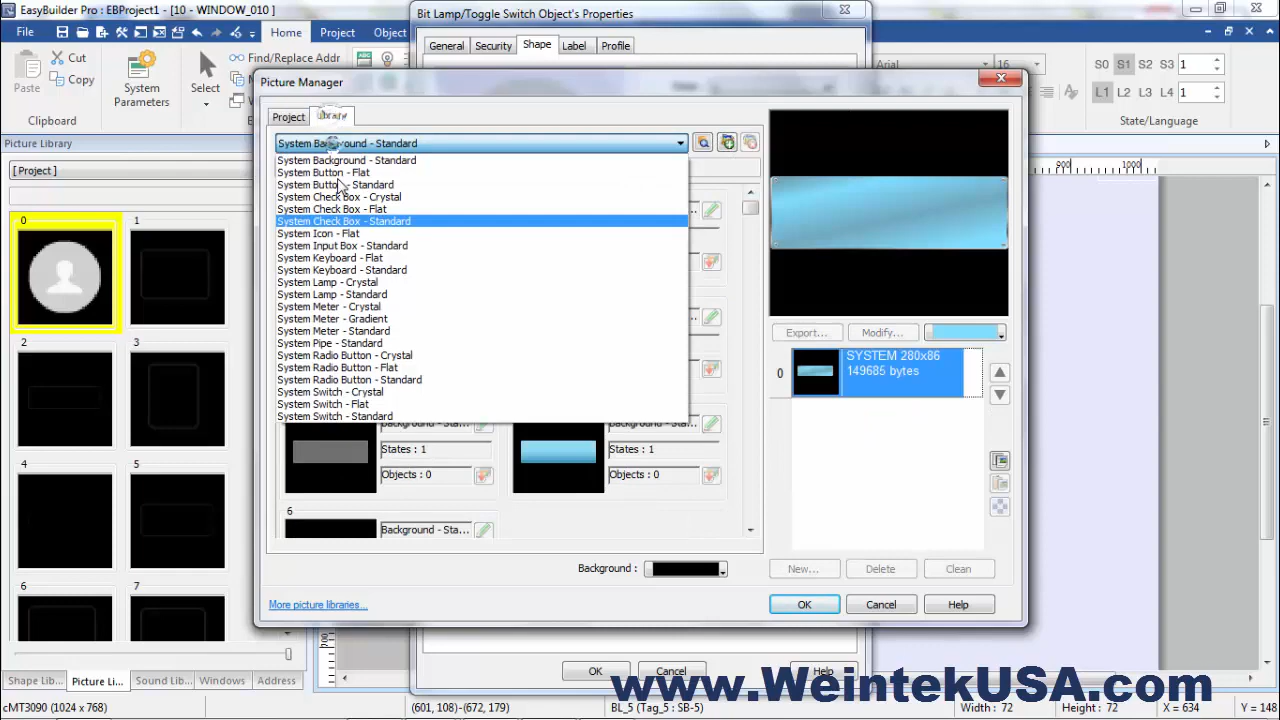 EasyBuilder Pro : EBProject1 - [10 - WINDOW_010 ]
Bit Lamp/Toggle Switch Object's Properties
File Home Project Object
General Security Shape Label Profile
Paste Cut Copy
Clipboard
System Parameters
Select
Find/Replace Addr
Arial 16
S0 S1 S2 S3 1
L1 L2 L3 L4 1
State/Language
Picture Library
[ Project ]
0 1
2 3
4 5
6 7
Shape Lib... Picture Li... Sound Lib... Windows Address
Picture Manager
Project Library
System Background - Standard
System Background - Standard
System Button - Flat
System Button - Standard
System Check Box - Crystal
System Check Box - Flat
System Check Box - Standard
System Icon - Flat
System Input Box - Standard
System Keyboard - Flat
System Keyboard - Standard
System Lamp - Crystal
System Lamp - Standard
System Meter - Crystal
System Meter - Gradient
System Meter - Standard
System Pipe - Standard
System Radio Button - Crystal
System Radio Button - Flat
System Radio Button - Standard
System Switch - Crystal
System Switch - Flat
System Switch - Standard
Background - Sta... Background - Sta...
States : 1 States : 1
Objects : 0 Objects : 0
6
Background - Sta...
Background :
More picture libraries...
Export... Modify...
0 SYSTEM 280x86
149685 bytes
New... Delete Clean
OK Cancel Help
OK Cancel Help
900 1000
200
www.WeintekUSA.com
cMT3090 (1024 x 768) (601, 108)-(672, 179) BL_5 (Tag_5 : SB-5) Width : 72 Height : 72 X = 634 Y = 148